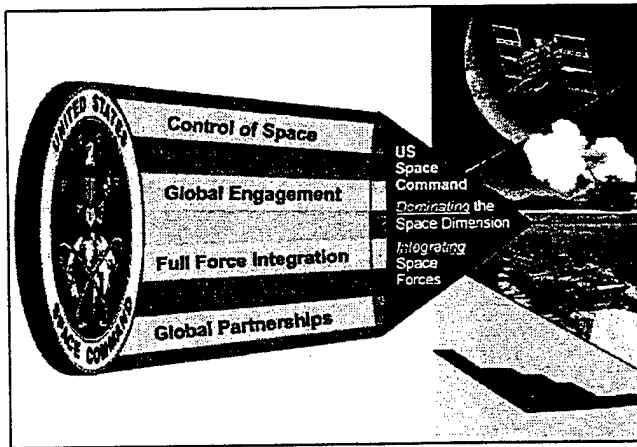 UNITED STATES
SPACE COMMAND
Control of Space
Global Engagement
Full Force Integration
Global Partnerships
US
Space
Command
Dominating the
Space Dimension
Integrating
Space
Forces